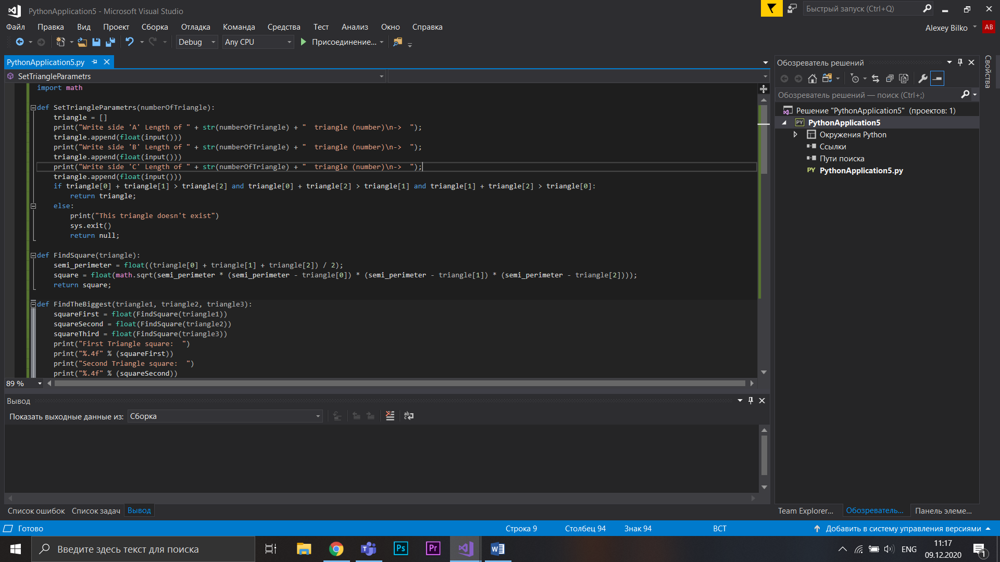 PythonApplication5 - Microsoft Visual Studio
Быстрый запуск (Ctrl+Q)
Файл Правка Вид Проект Сборка Отладка Команда Средства Тест Анализ Окно Справка
Alexey Bilko AB
Debug Any CPU Присоединение...
PythonApplication5.py
SetTriangleParametrs
import math
def SetTriangleParametrs(numberOfTriangle):
triangle = []
print("Write side 'A' Length of " + str(numberOfTriangle) + "  triangle (number)\n->  ");
triangle.append(float(input()))
print("Write side 'B' Length of " + str(numberOfTriangle) + "  triangle (number)\n->  ");
triangle.append(float(input()))
print("Write side 'C' Length of " + str(numberOfTriangle) + "  triangle (number)\n->  ");
triangle.append(float(input()))
if triangle[0] + triangle[1] > triangle[2] and triangle[0] + triangle[2] > triangle[1] and triangle[1] + triangle[2] > triangle[0]:
return triangle;
else:
print("This triangle doesn't exist")
sys.exit()
return null;
def FindSquare(triangle):
semi_perimeter = float((triangle[0] + triangle[1] + triangle[2]) / 2);
square = float(math.sqrt(semi_perimeter * (semi_perimeter - triangle[0]) * (semi_perimeter - triangle[1]) * (semi_perimeter - triangle[2])));
return square;
def FindTheBiggest(triangle1, triangle2, triangle3):
squareFirst = float(FindSquare(triangle1))
squareSecond = float(FindSquare(triangle2))
squareThird = float(FindSquare(triangle3))
print("First Triangle square:  ")
print("%.4f" % (squareFirst))
print("Second Triangle square:  ")
print("%.4f" % (squareSecond))
89 %
Вывод
Показать выходные данные из: Сборка
Список ошибок Список задач Вывод
Обозреватель решений
Обозреватель решений — поиск (Ctrl+;)
Решение "PythonApplication5" (проектов: 1)
PY PythonApplication5
Окружения Python
Ссылки
Пути поиска
PY PythonApplication5.py
Team Explorer... Обозреватель... Панель элеме...
Свойства
Готово Строка 9 Столбец 94 Знак 94 ВСТ Добавить в систему управления версиями
Введите здесь текст для поиска
Ps
Pr
ENG
11:17
09.12.2020
1